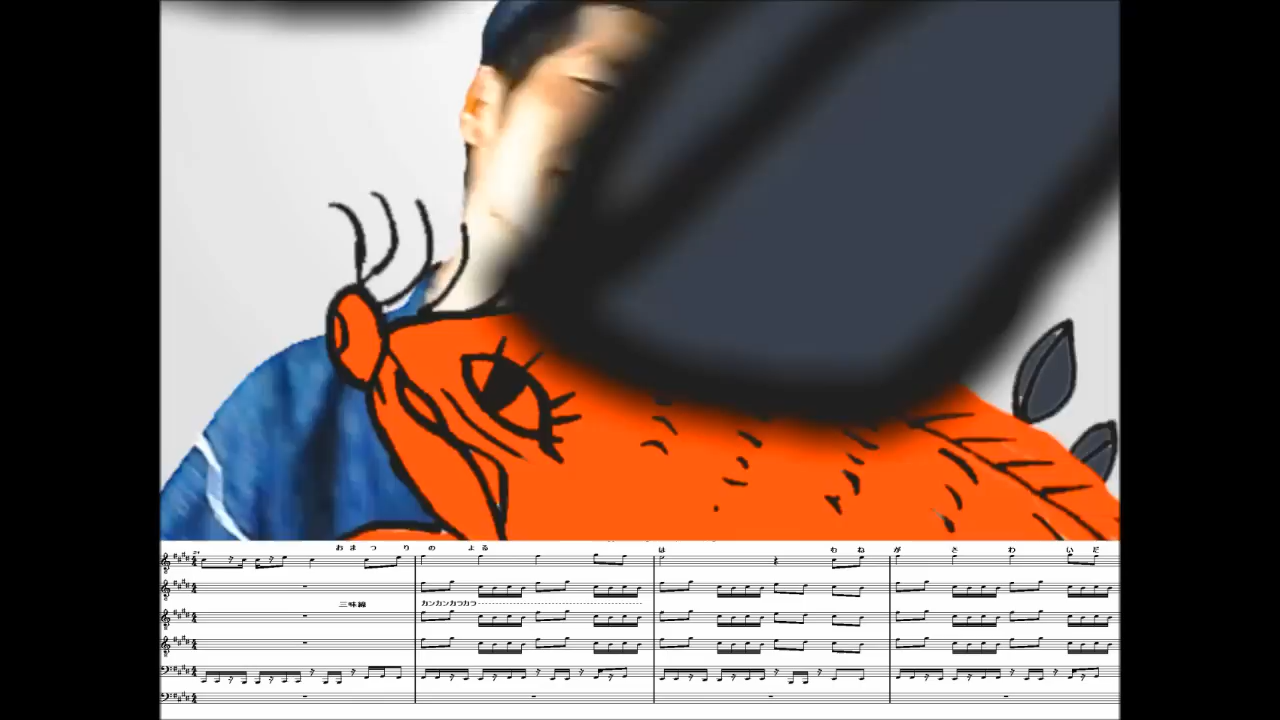 おまつり のよる は むね が さ わ いだ
三味線
カンカンカラカラ